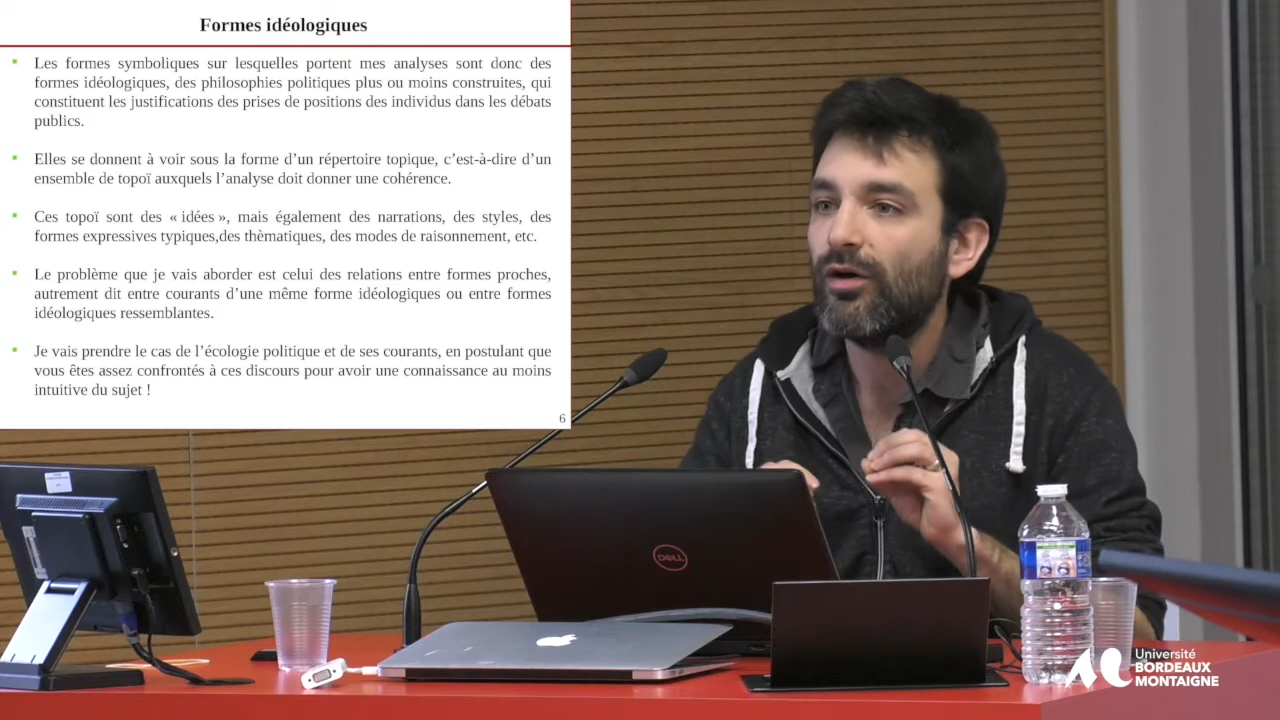 Formes idéologiques
Les formes symboliques sur lesquelles portent mes analyses sont donc des
formes idéologiques, des philosophies politiques plus ou moins construites, qui
constituent les justifications des prises de positions des individus dans les débats
publics.
Elles se donnent à voir sous la forme d'un répertoire topique, c'est-à-dire d'un
ensemble de topoï auxquels l'analyse doit donner une cohérence.
Ces topoï sont des « idées », mais également des narrations, des styles, des
formes expressives typiques,des thèmatiques, des modes de raisonnement, etc.
Le problème que je vais aborder est celui des relations entre formes proches,
autrement dit entre courants d'une même forme idéologiques ou entre formes
idéologiques ressemblantes.
Je vais prendre le cas de l'écologie politique et de ses courants, en postulant que
vous êtes assez confrontés à ces discours pour avoir une connaissance au moins
intuitive du sujet !
6
DELL
Université
BORDEAUX
MONTAIGNE